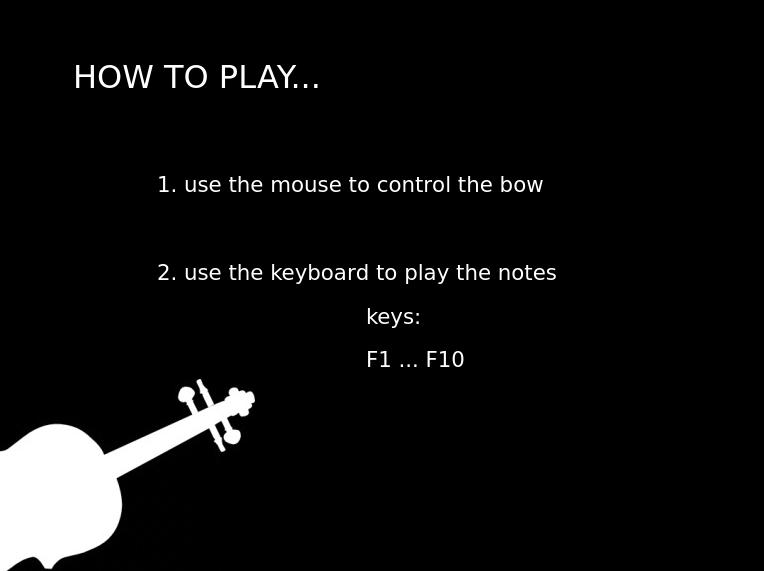 HOW TO PLAY...
1. use the mouse to control the bow
2. use the keyboard to play the notes
keys:
F1 ... F10